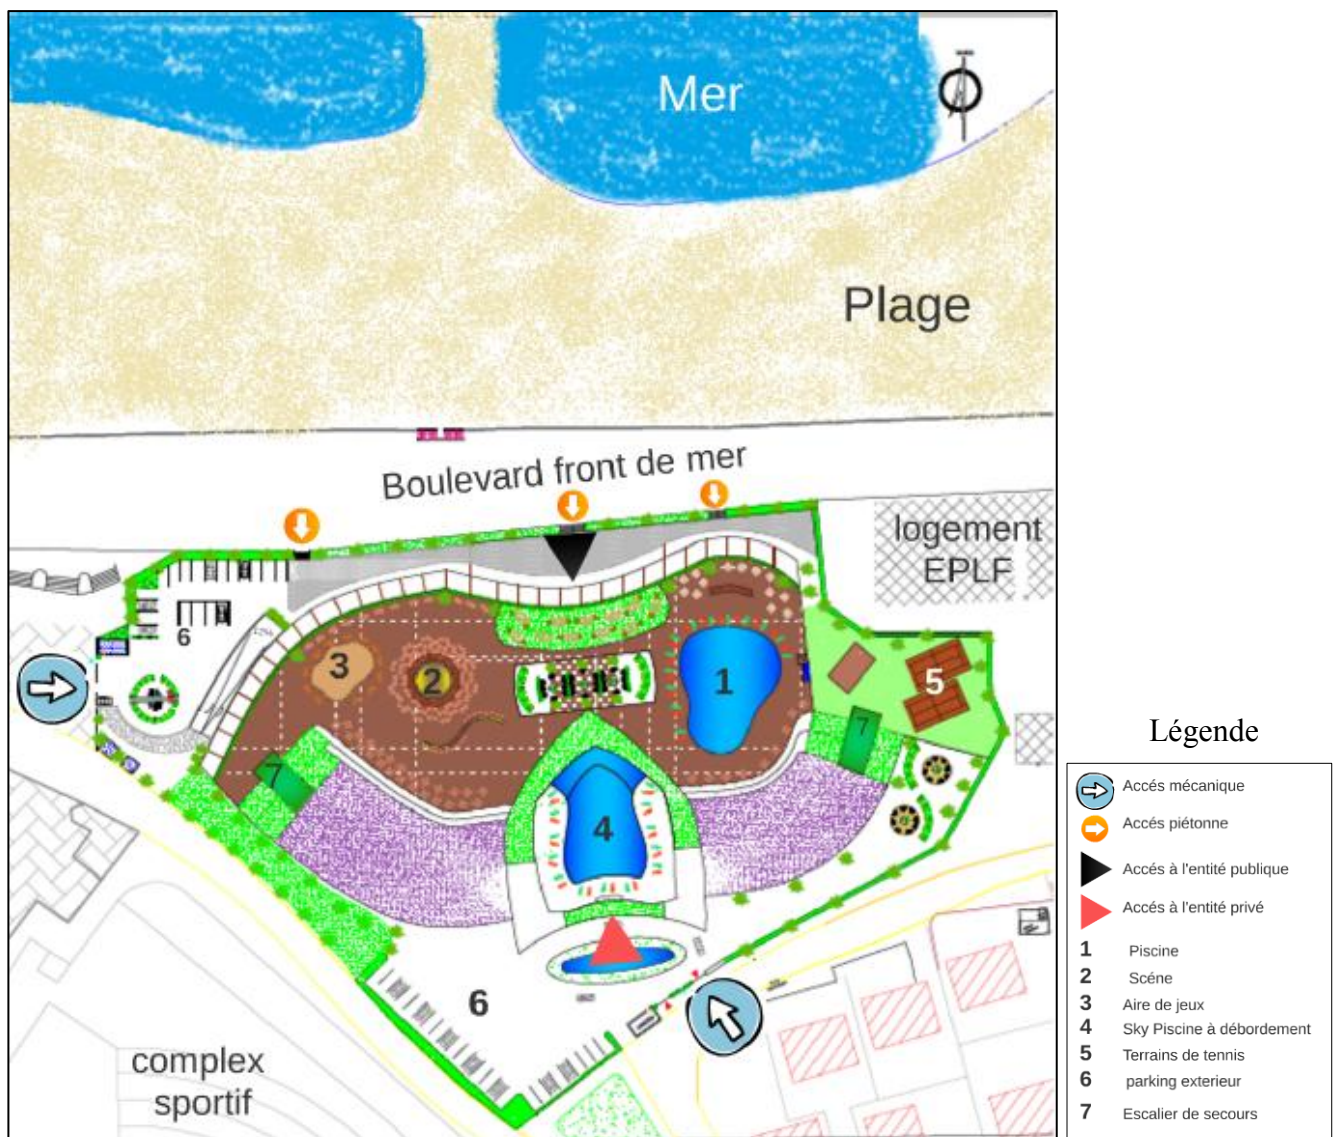 Mer
Plage
Boulevard front de mer
logement
EPLF
6
3
2
1
5
7
7
4
6
complex
sportif
Légende
Accés mécanique
Accés piétonne
Accés à l'entité publique
Accés à l'entité privé
1 Piscine
2 Scéne
3 Aire de jeux
4 Sky Piscine à débordement
5 Terrains de tennis
6 parking exterieur
7 Escalier de secours